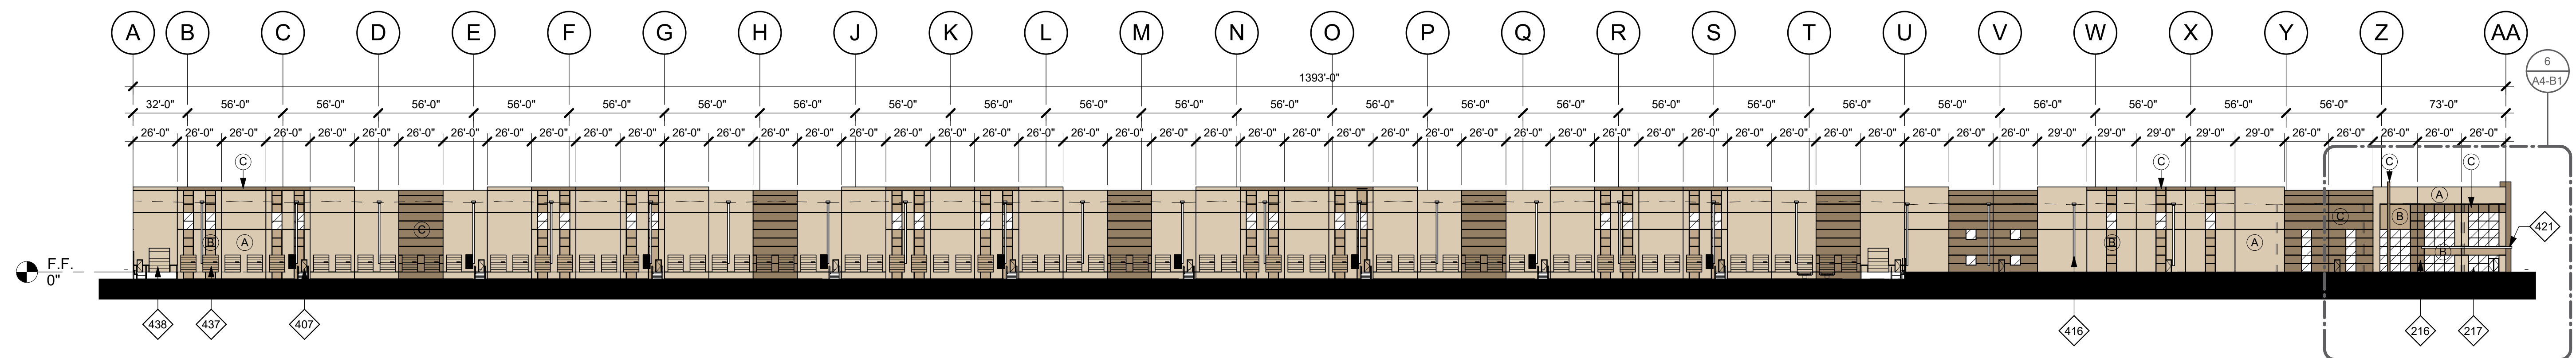 A B C D E F G H J K L M N O P Q R S T U V W X Y Z AA
6
A4-B1
1393'-0"
32'-0" 56'-0" 56'-0" 56'-0" 56'-0" 56'-0" 56'-0" 56'-0" 56'-0" 56'-0" 56'-0" 56'-0" 56'-0" 56'-0" 56'-0" 56'-0" 56'-0" 56'-0" 56'-0" 56'-0" 56'-0" 56'-0" 56'-0" 56'-0" 73'-0"
26'-0" 26'-0" 26'-0" 26'-0" 26'-0" 26'-0" 26'-0" 26'-0" 26'-0" 26'-0" 26'-0" 26'-0" 26'-0" 26'-0" 26'-0" 26'-0" 26'-0" 26'-0" 26'-0" 26'-0" 26'-0" 26'-0" 26'-0" 26'-0" 26'-0" 26'-0" 26'-0" 26'-0" 26'-0" 26'-0" 26'-0" 26'-0" 26'-0" 26'-0" 26'-0" 26'-0" 26'-0" 26'-0" 26'-0" 26'-0" 26'-0" 26'-0" 26'-0" 29'-0" 29'-0" 29'-0" 29'-0" 29'-0" 26'-0" 26'-0" 26'-0" 26'-0" 26'-0"
C C C C
A
C B
421
C
B A B A B
F.F.
0"
438 437 407 416 216 217